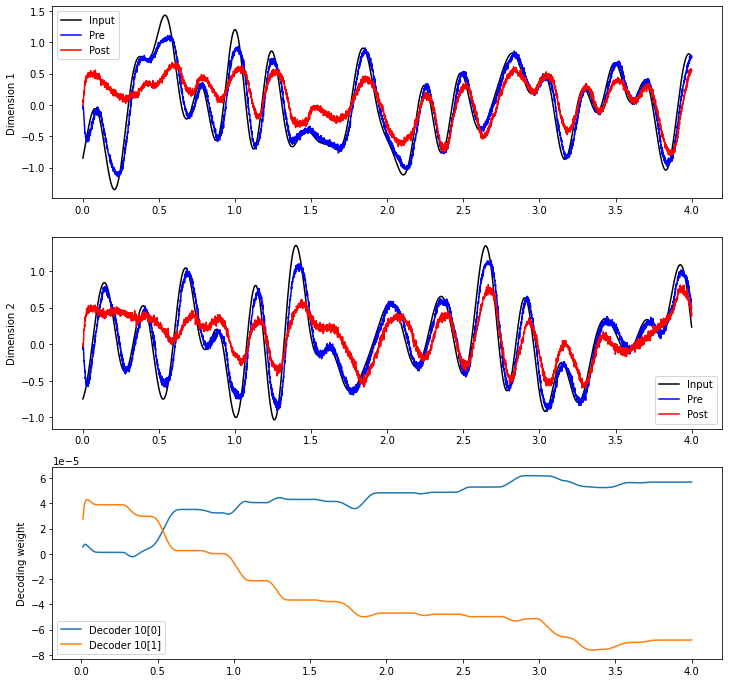 1.5
1.0
0.5
0.0
−0.5
−1.0
Dimension 1
Input
Pre
Post
0.0 0.5 1.0 1.5 2.0 2.5 3.0 3.5 4.0
1.0
0.5
0.0
−0.5
−1.0
Dimension 2
Input
Pre
Post
0.0 0.5 1.0 1.5 2.0 2.5 3.0 3.5 4.0
1e−5
6
4
2
0
−2
−4
−6
−8
Decoding weight
Decoder 10[0]
Decoder 10[1]
0.0 0.5 1.0 1.5 2.0 2.5 3.0 3.5 4.0